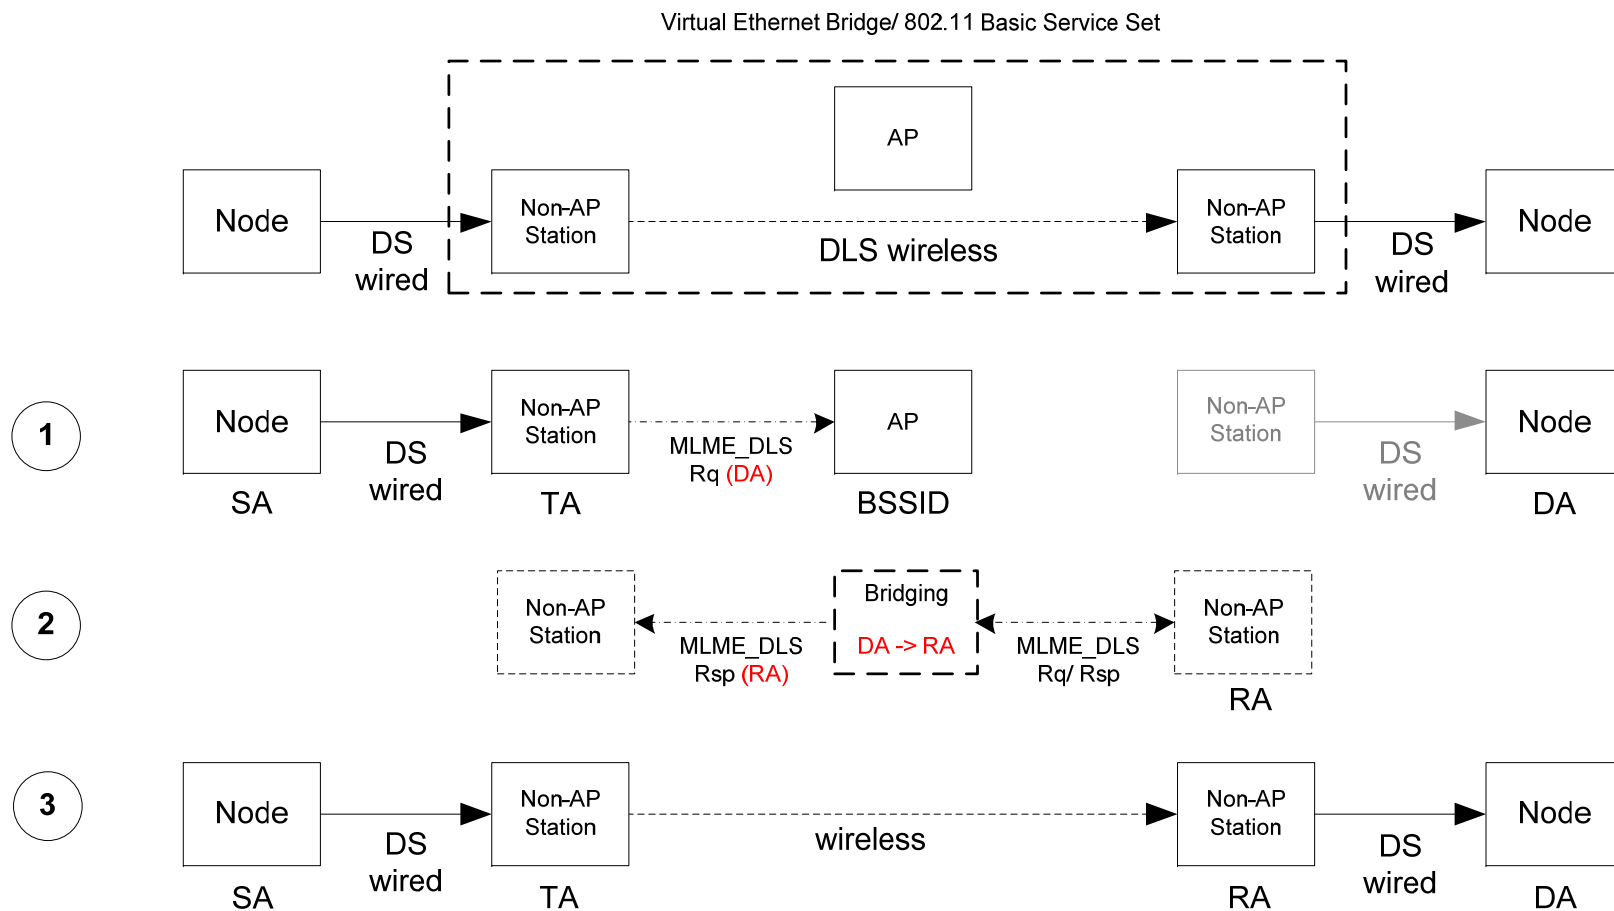 Virtual Ethernet Bridge/ 802.11 Basic Service Set
AP
Node
DS
wired
Non-AP
Station
DLS wireless
Non-AP
Station
DS
wired
Node
1
Node
SA
DS
wired
Non-AP
Station
TA
MLME_DLS
Rq (DA)
AP
BSSID
Non-AP
Station
DS
wired
Node
DA
2
Non-AP
Station
MLME_DLS
Rsp (RA)
Bridging
DA -> RA
MLME_DLS
Rq/ Rsp
Non-AP
Station
RA
3
Node
SA
DS
wired
Non-AP
Station
TA
wireless
Non-AP
Station
RA
DS
wired
Node
DA